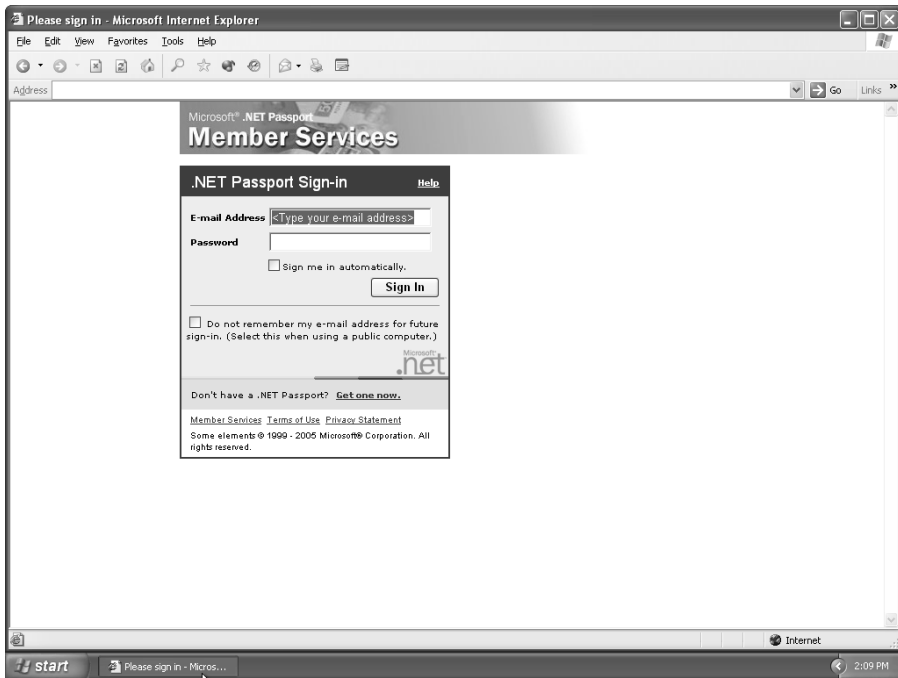 Please sign in - Microsoft Internet Explorer
File Edit View Favorites Tools Help
Address
Go Links »
Microsoft® .NET Passport
Member Services
.NET Passport Sign-in Help
E-mail Address <Type your e-mail address>
Password
Sign me in automatically.
Sign In
Do not remember my e-mail address for future
sign-in. (Select this when using a public computer.)
Microsoft
.net
Don't have a .NET Passport? Get one now.
Member Services Terms of Use Privacy Statement
Some elements © 1999 - 2005 Microsoft® Corporation. All
rights reserved.
Internet
start Please sign in - Micros... 2:09 PM